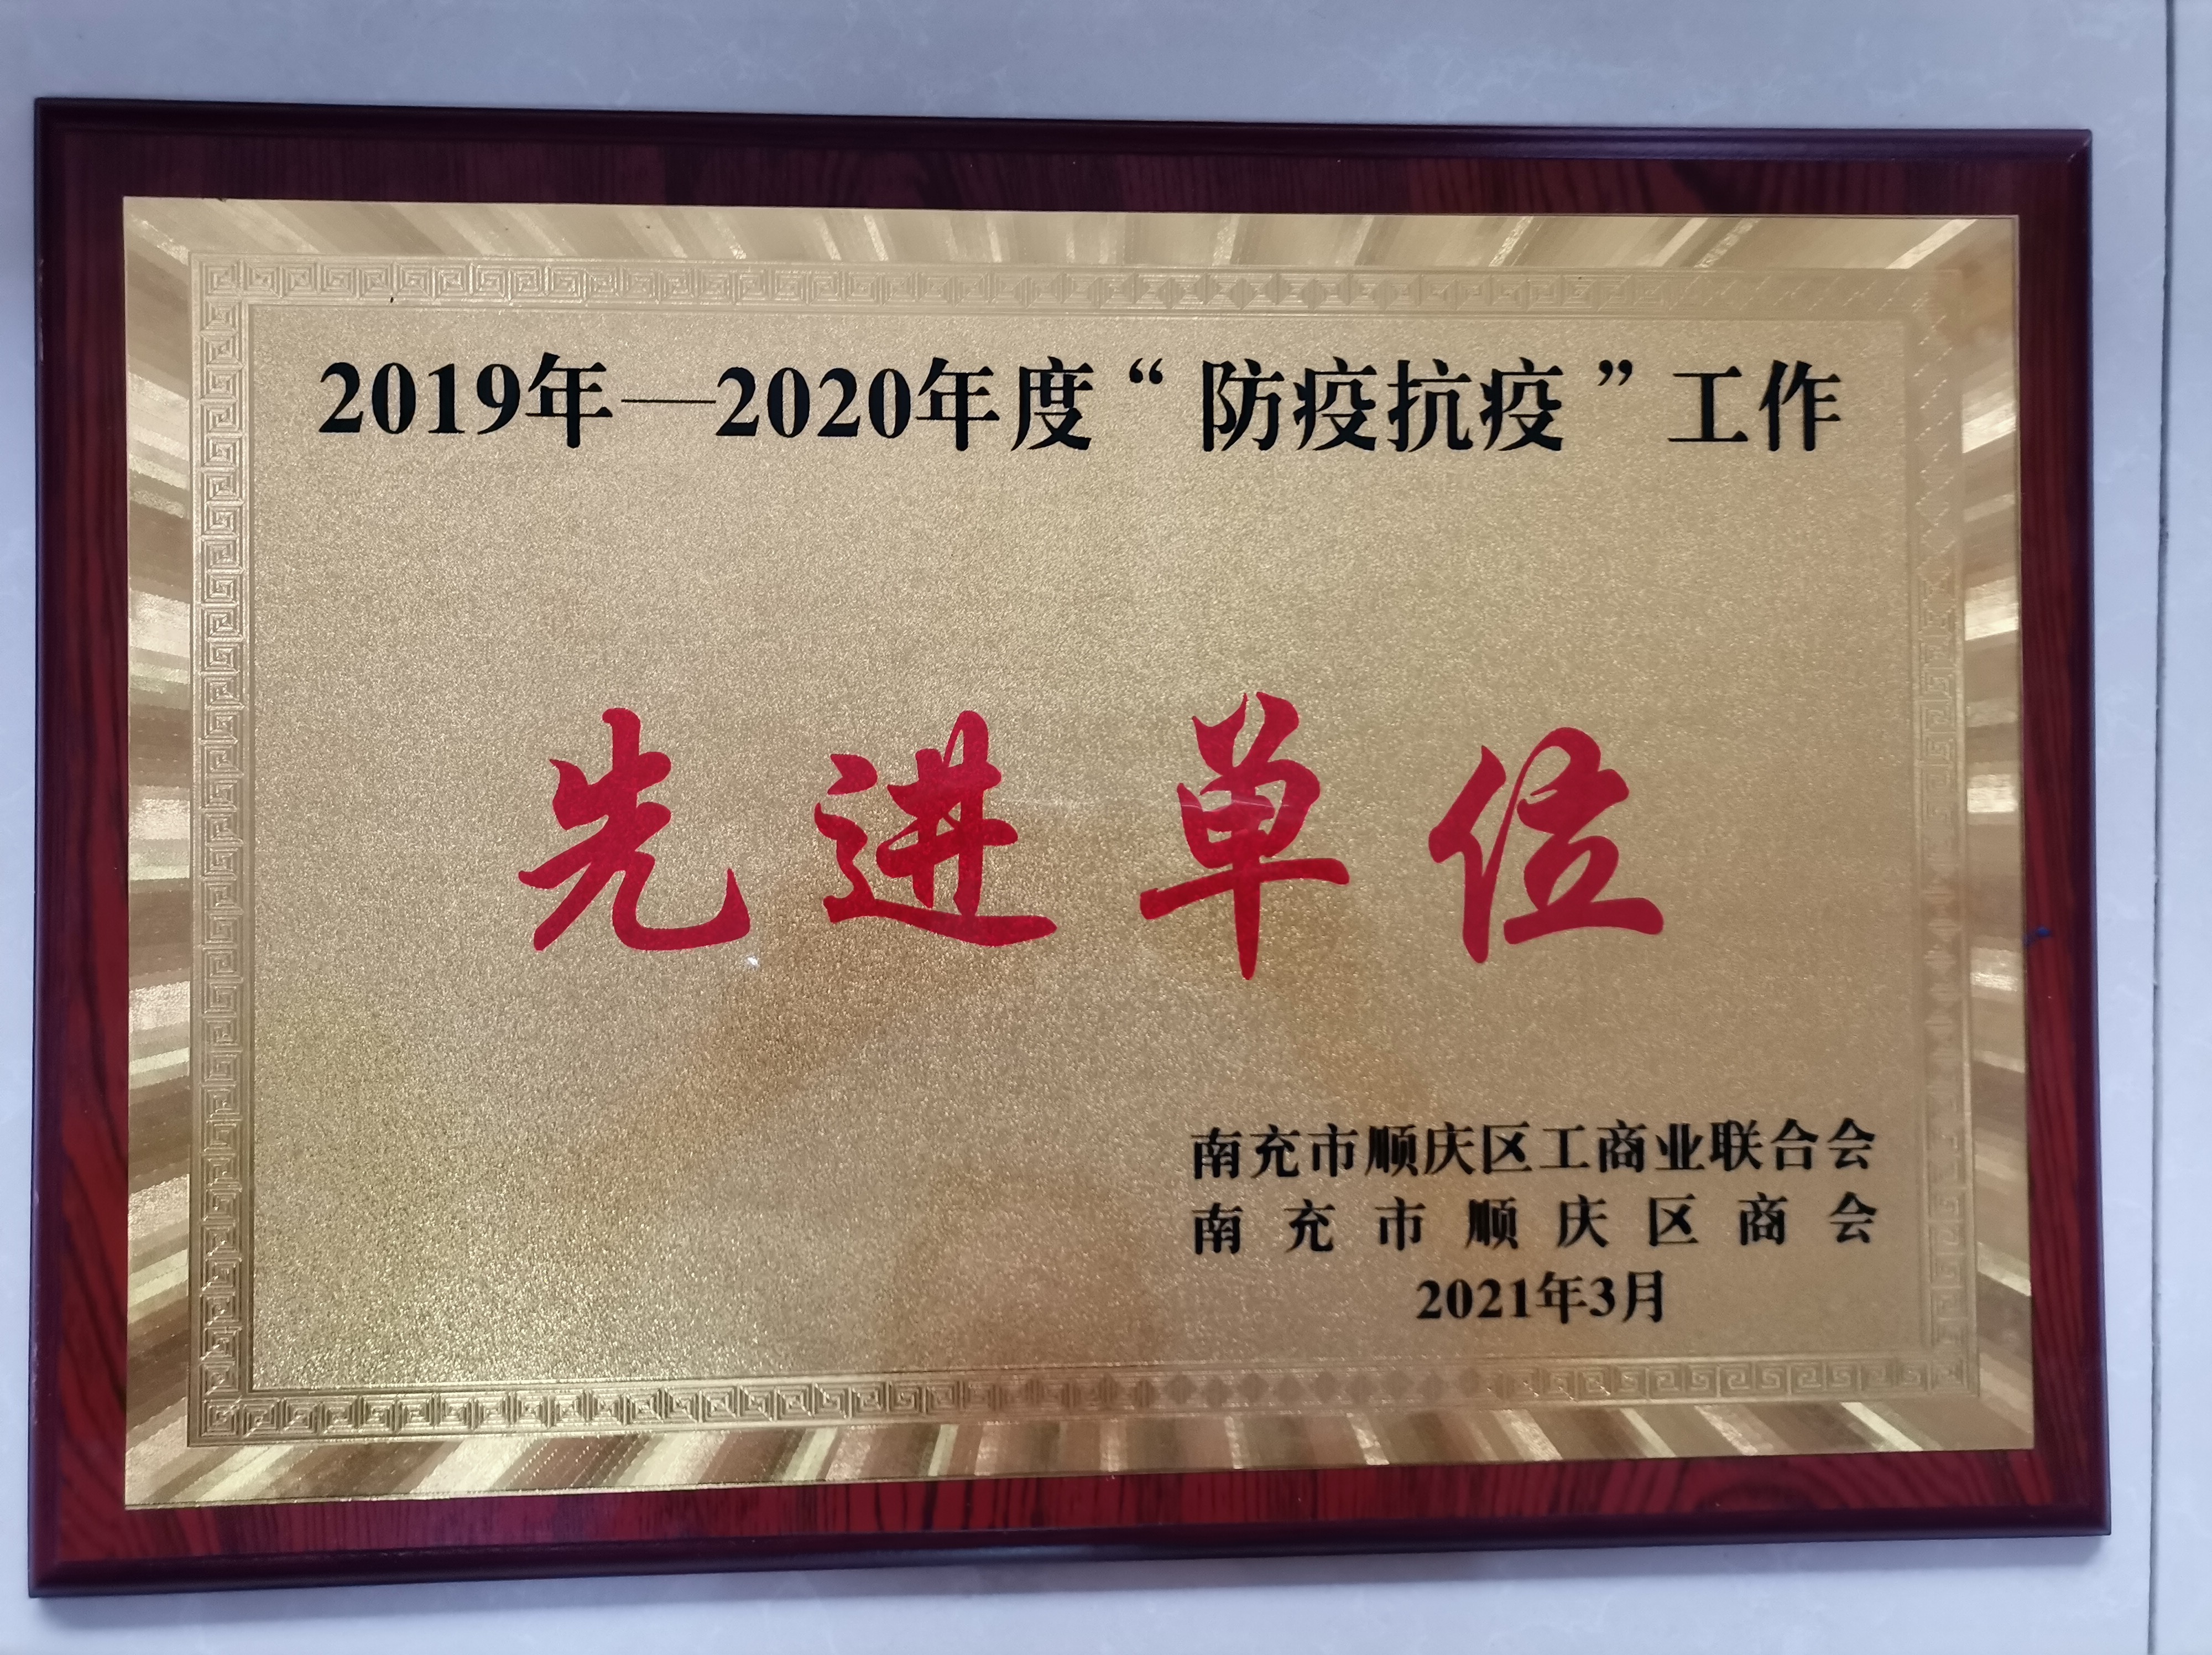 2019年—2020年度“防疫抗疫”工作
先进单位
南充市顺庆区工商业联合会
南充市顺庆区商会
2021年3月